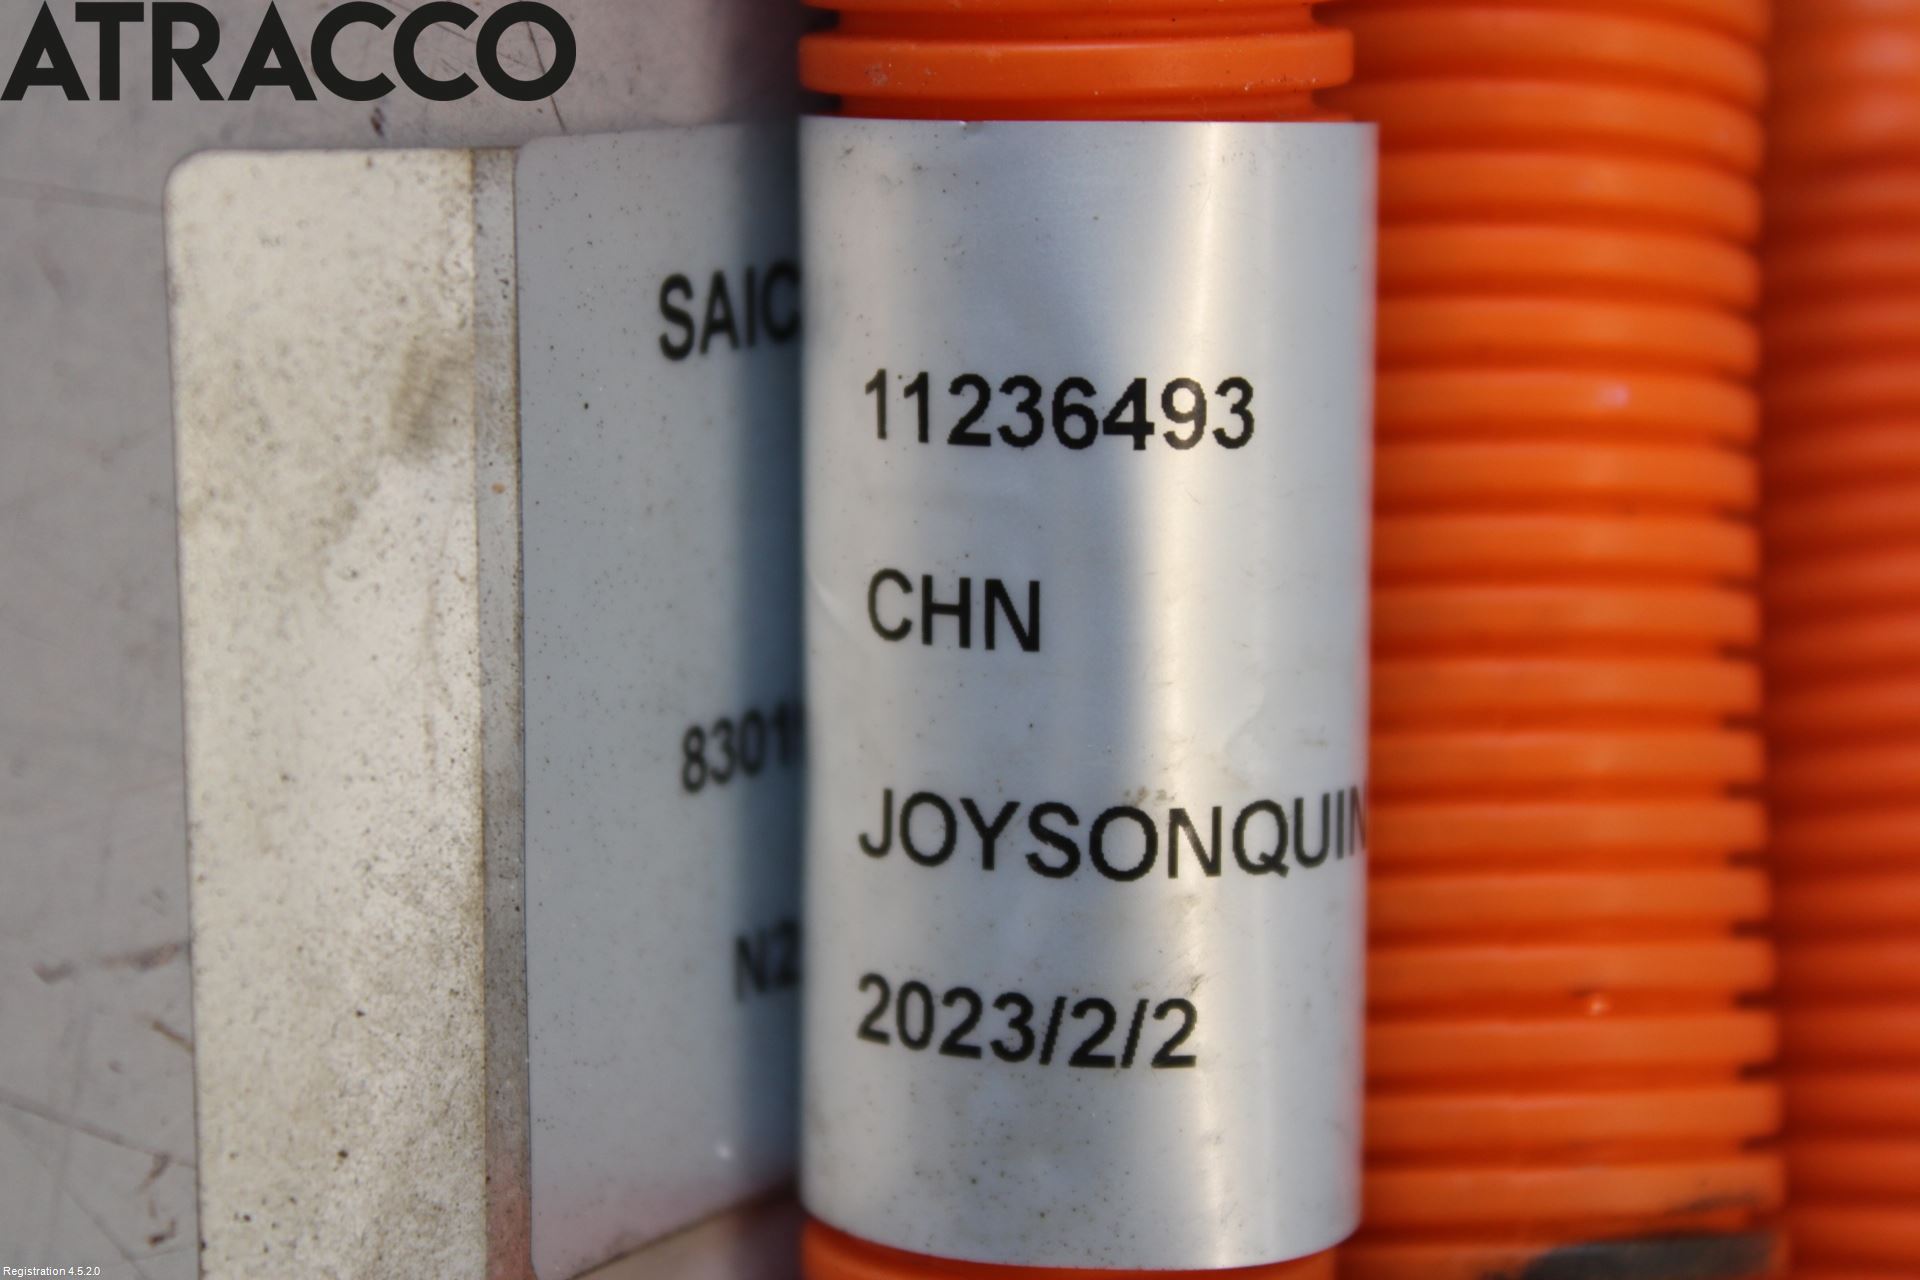 ATRACCO
SAIC
11236493
CHN
8301
JOYSONQUIN
N2
2023/2/2
Registration 4.5.2.0